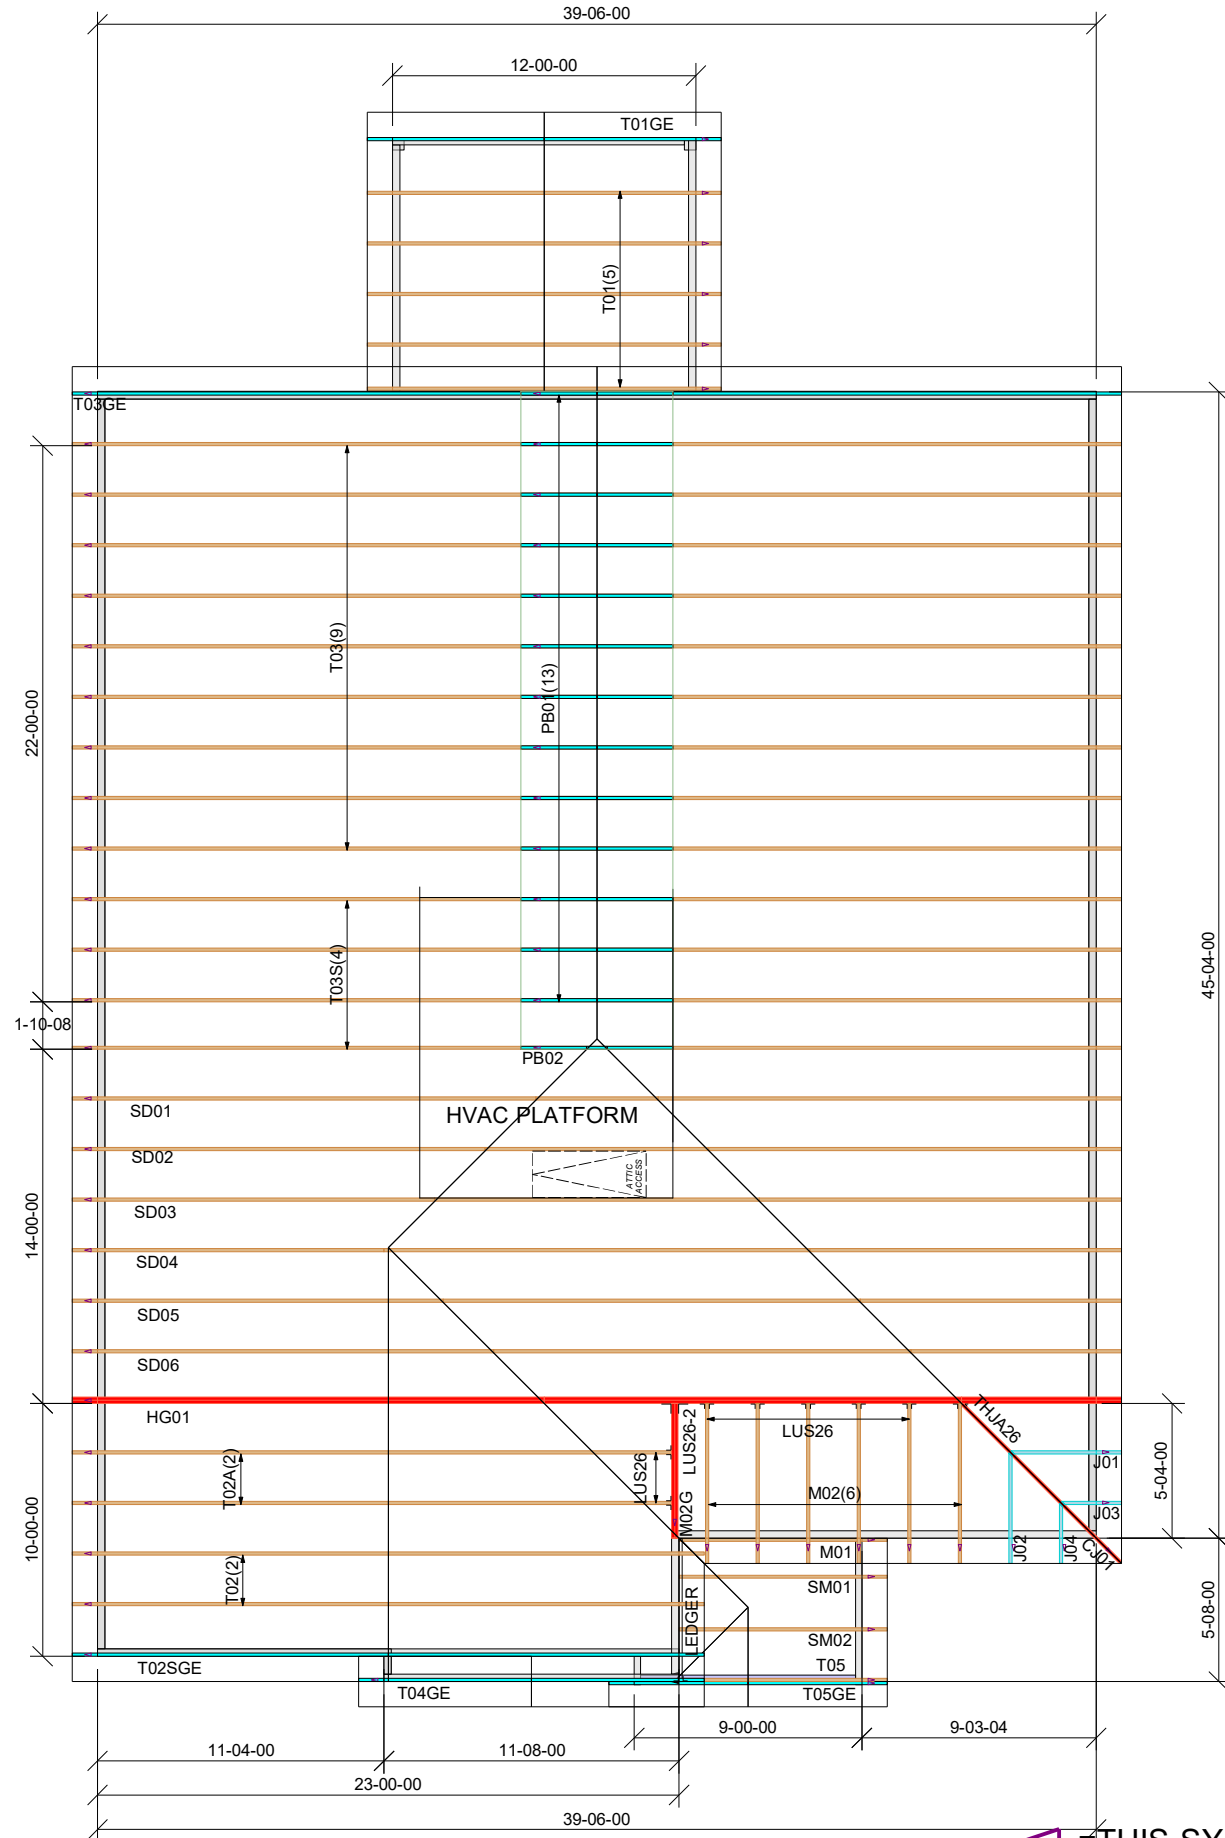 39-06-00
12-00-00
T01GE
T01(5)
T03GE
T03(9)
PB01(13)
22-00-00
45-04-00
T03S(4)
1-10-08
PB02
SD01
HVAC PLATFORM
SD02
ATTIC
ACCESS
SD03
14-00-00
SD04
SD05
SD06
HG01
THJA26
LUS26-2
LUS26
LUS26
J01
T02A(2)
M02(6)
5-04-00
M02G
J03
10-00-00
M01
J02
J04
CJ01
T02(2)
SM01
LEDGER
5-08-00
SM02
T02SGE
T05
T04GE
T05GE
9-00-00
9-03-04
11-04-00
11-08-00
23-00-00
39-06-00